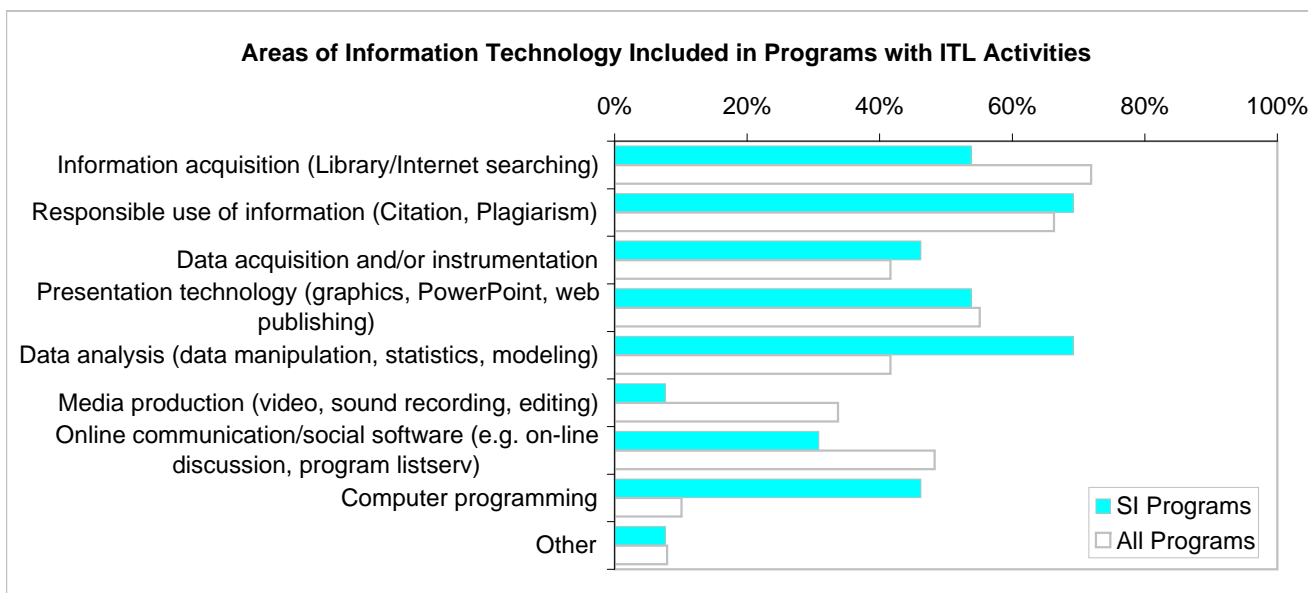 Areas of Information Technology Included in Programs with ITL Activities
0% 20% 40% 60% 80% 100%
Information acquisition (Library/Internet searching)
Responsible use of information (Citation, Plagiarism)
Data acquisition and/or instrumentation
Presentation technology (graphics, PowerPoint, web
publishing)
Data analysis (data manipulation, statistics, modeling)
Media production (video, sound recording, editing)
Online communication/social software (e.g. on-line
discussion, program listserv)
Computer programming
Other
SI Programs
All Programs